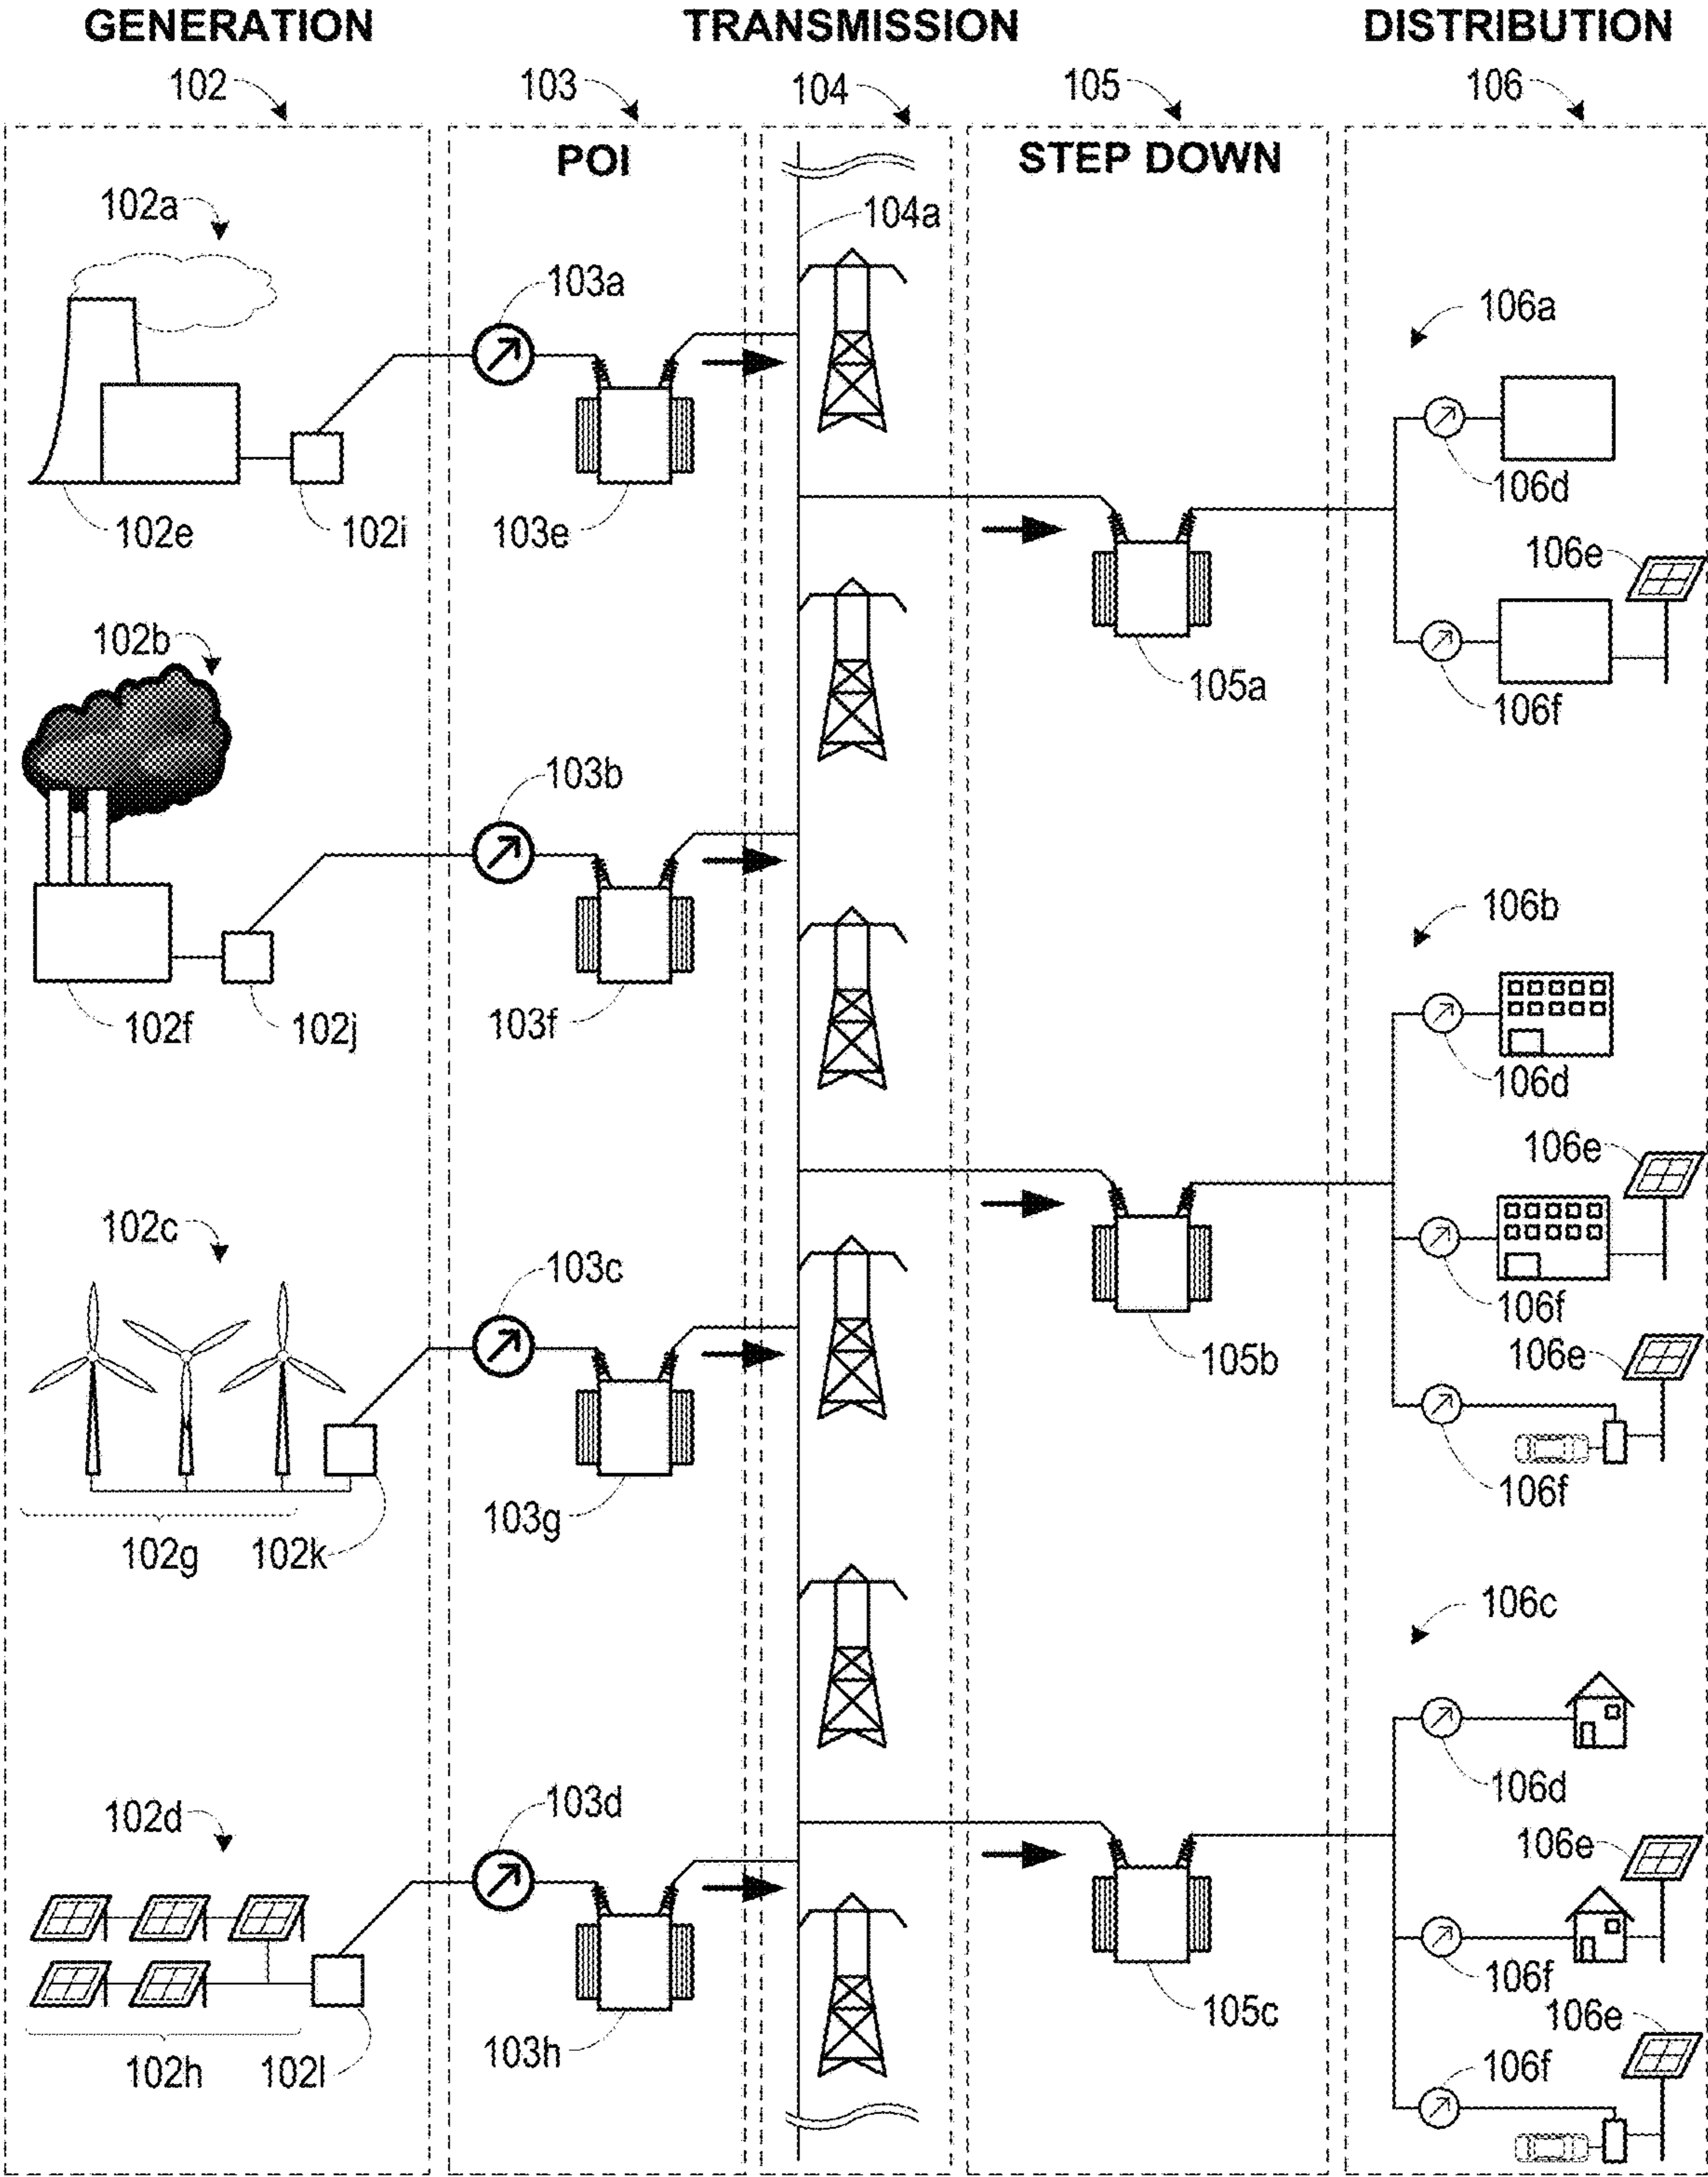 GENERATION TRANSMISSION DISTRIBUTION
102 103 104 105 106
POI STEP DOWN
102a
104a
103a
106a
106d
102e 102i 103e
106e
102b
105a
106f
103b
106b
102f 102j 103f
106d
106e
102c
103c
106f
105b
106e
106f
103g
102g 102k
106c
106d
102d
103d
106e
106f
105c
106e
103h
102h 102l
106f